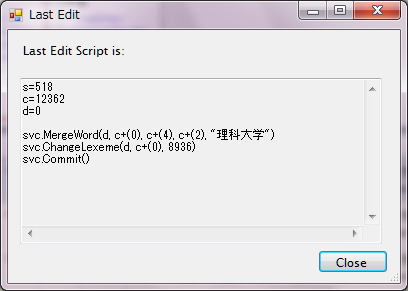 Last Edit
Last Edit Script is:
s=518
c=12362
d=0
svc.MergeWord(d, c+(0), c+(4), c+(2), "理科大学")
svc.ChangeLexeme(d, c+(0), 8936)
svc.Commit()
Close